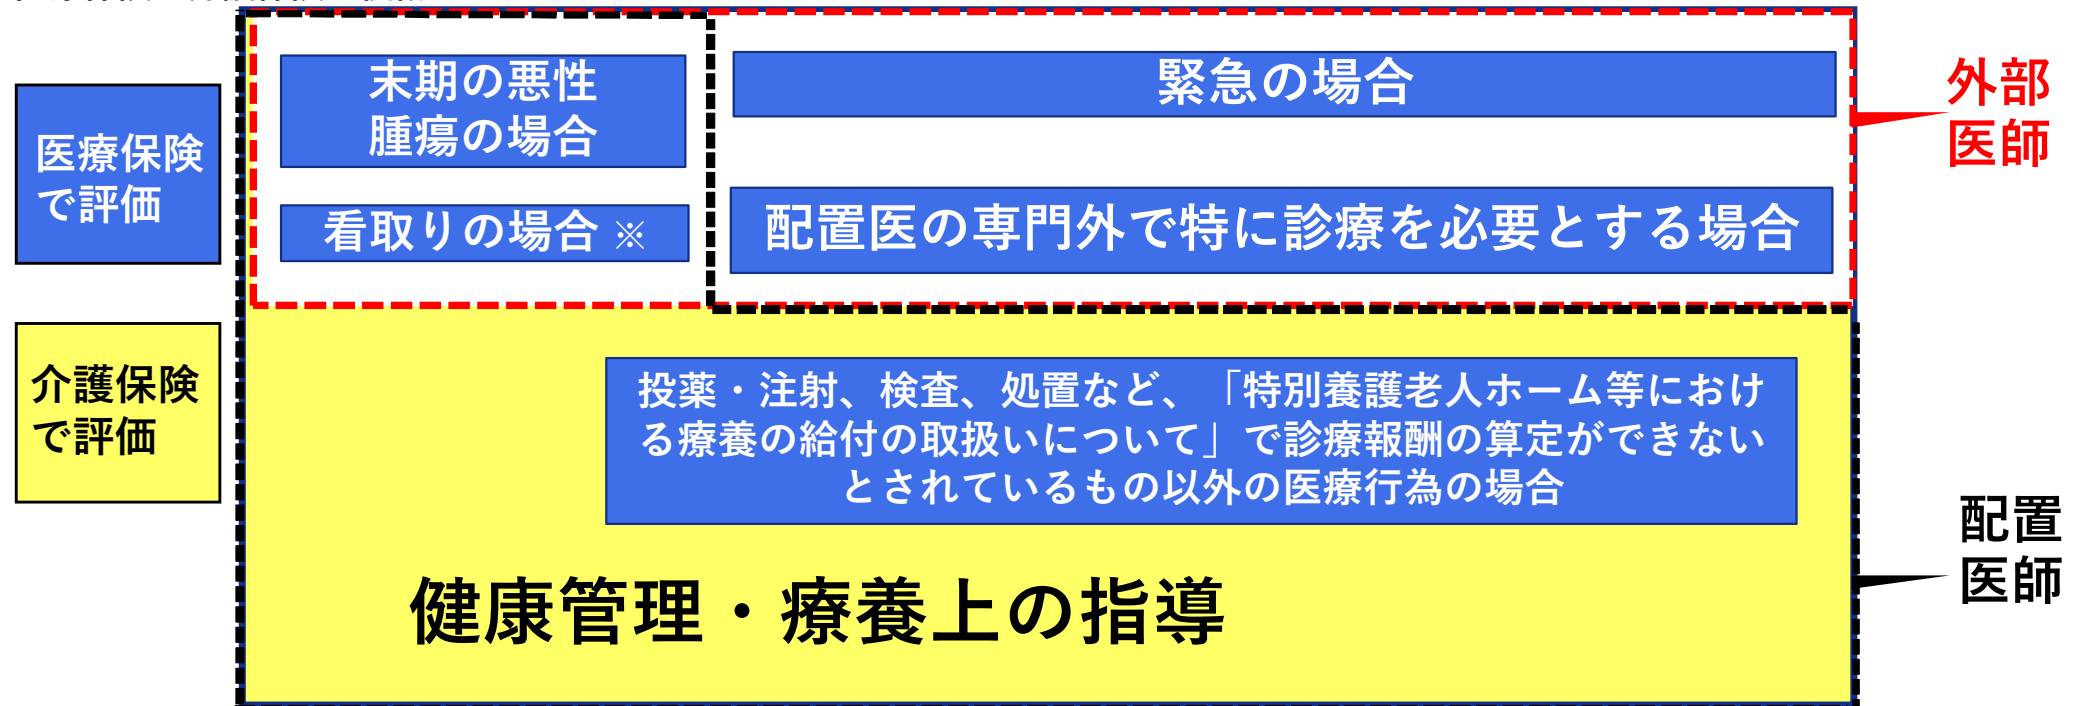 医療保険
で評価
介護保険
で評価
末期の悪性
腫瘍の場合
看取りの場合 ※
緊急の場合
配置医の専門外で特に診療を必要とする場合
投薬・注射、検査、処置など、「特別養護老人ホーム等におけ
る療養の給付の取扱いについて」で診療報酬の算定ができない
とされているもの以外の医療行為の場合
健康管理・療養上の指導
外部
医師
配置
医師